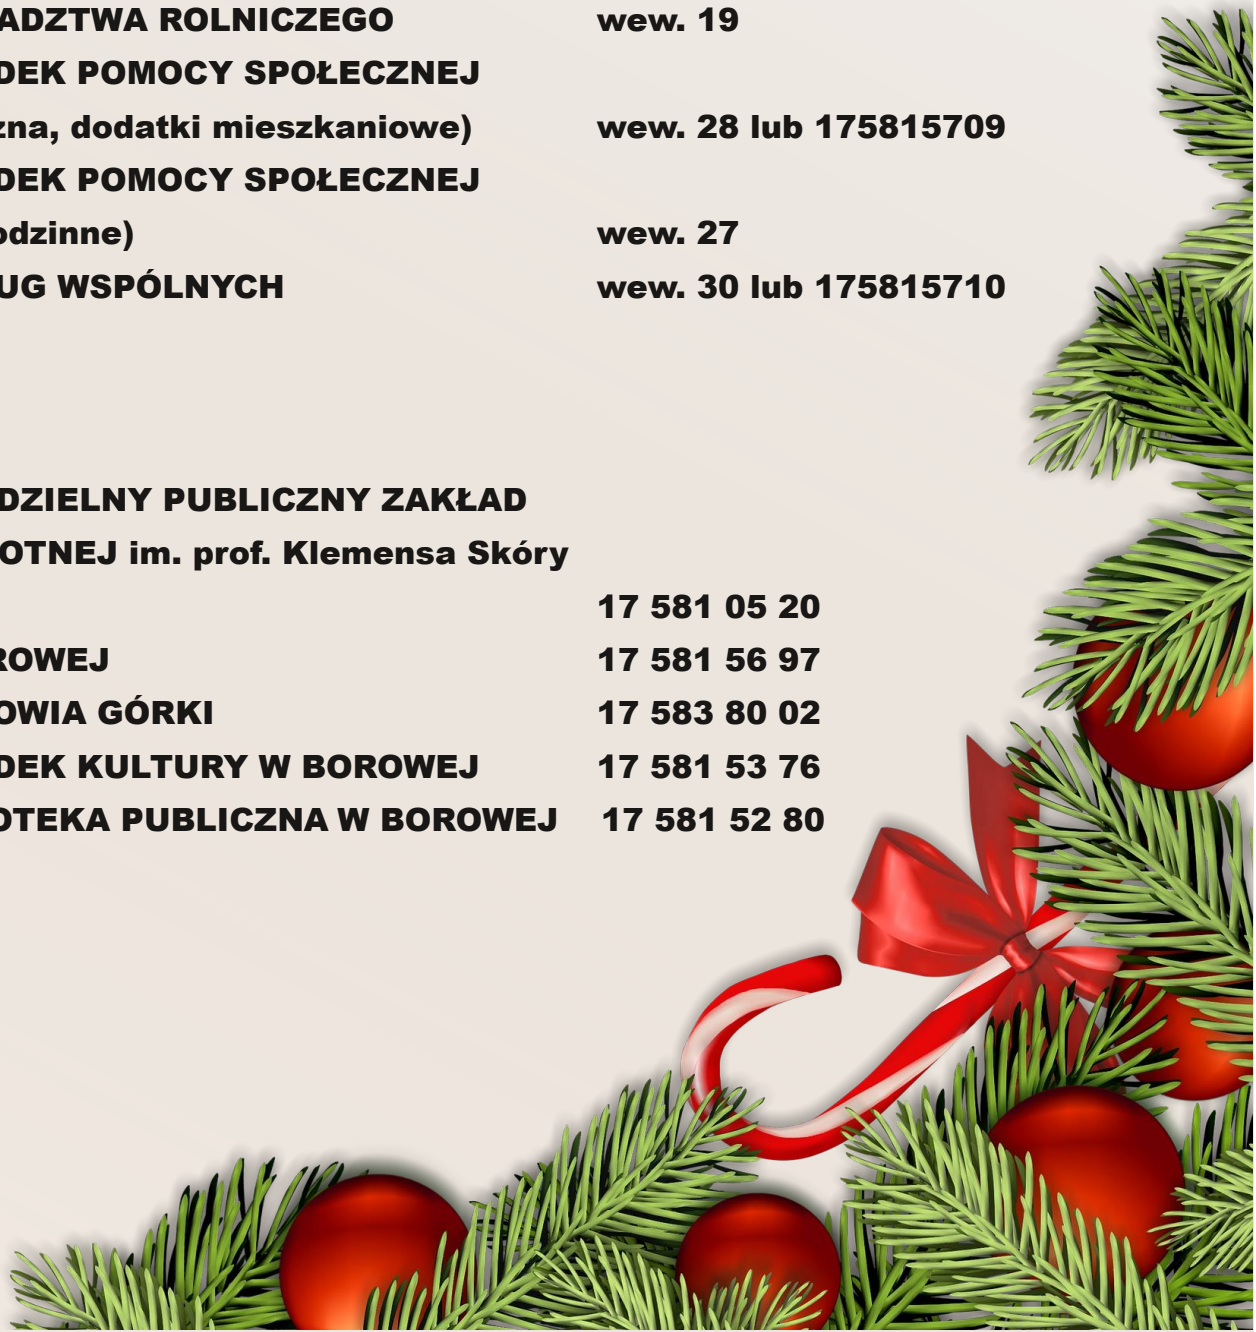 ADZTWA ROLNICZEGO wew. 19
DEK POMOCY SPOŁECZNEJ
zna, dodatki mieszkaniowe) wew. 28 lub 175815709
DEK POMOCY SPOŁECZNEJ
odzinne) wew. 27
UG WSPÓLNYCH wew. 30 lub 175815710
DZIELNY PUBLICZNY ZAKŁAD
OTNEJ im. prof. Klemensa Skóry
17 581 05 20
ROWEJ 17 581 56 97
OWIA GÓRKI 17 583 80 02
DEK KULTURY W BOROWEJ 17 581 53 76
OTEKA PUBLICZNA W BOROWEJ 17 581 52 80